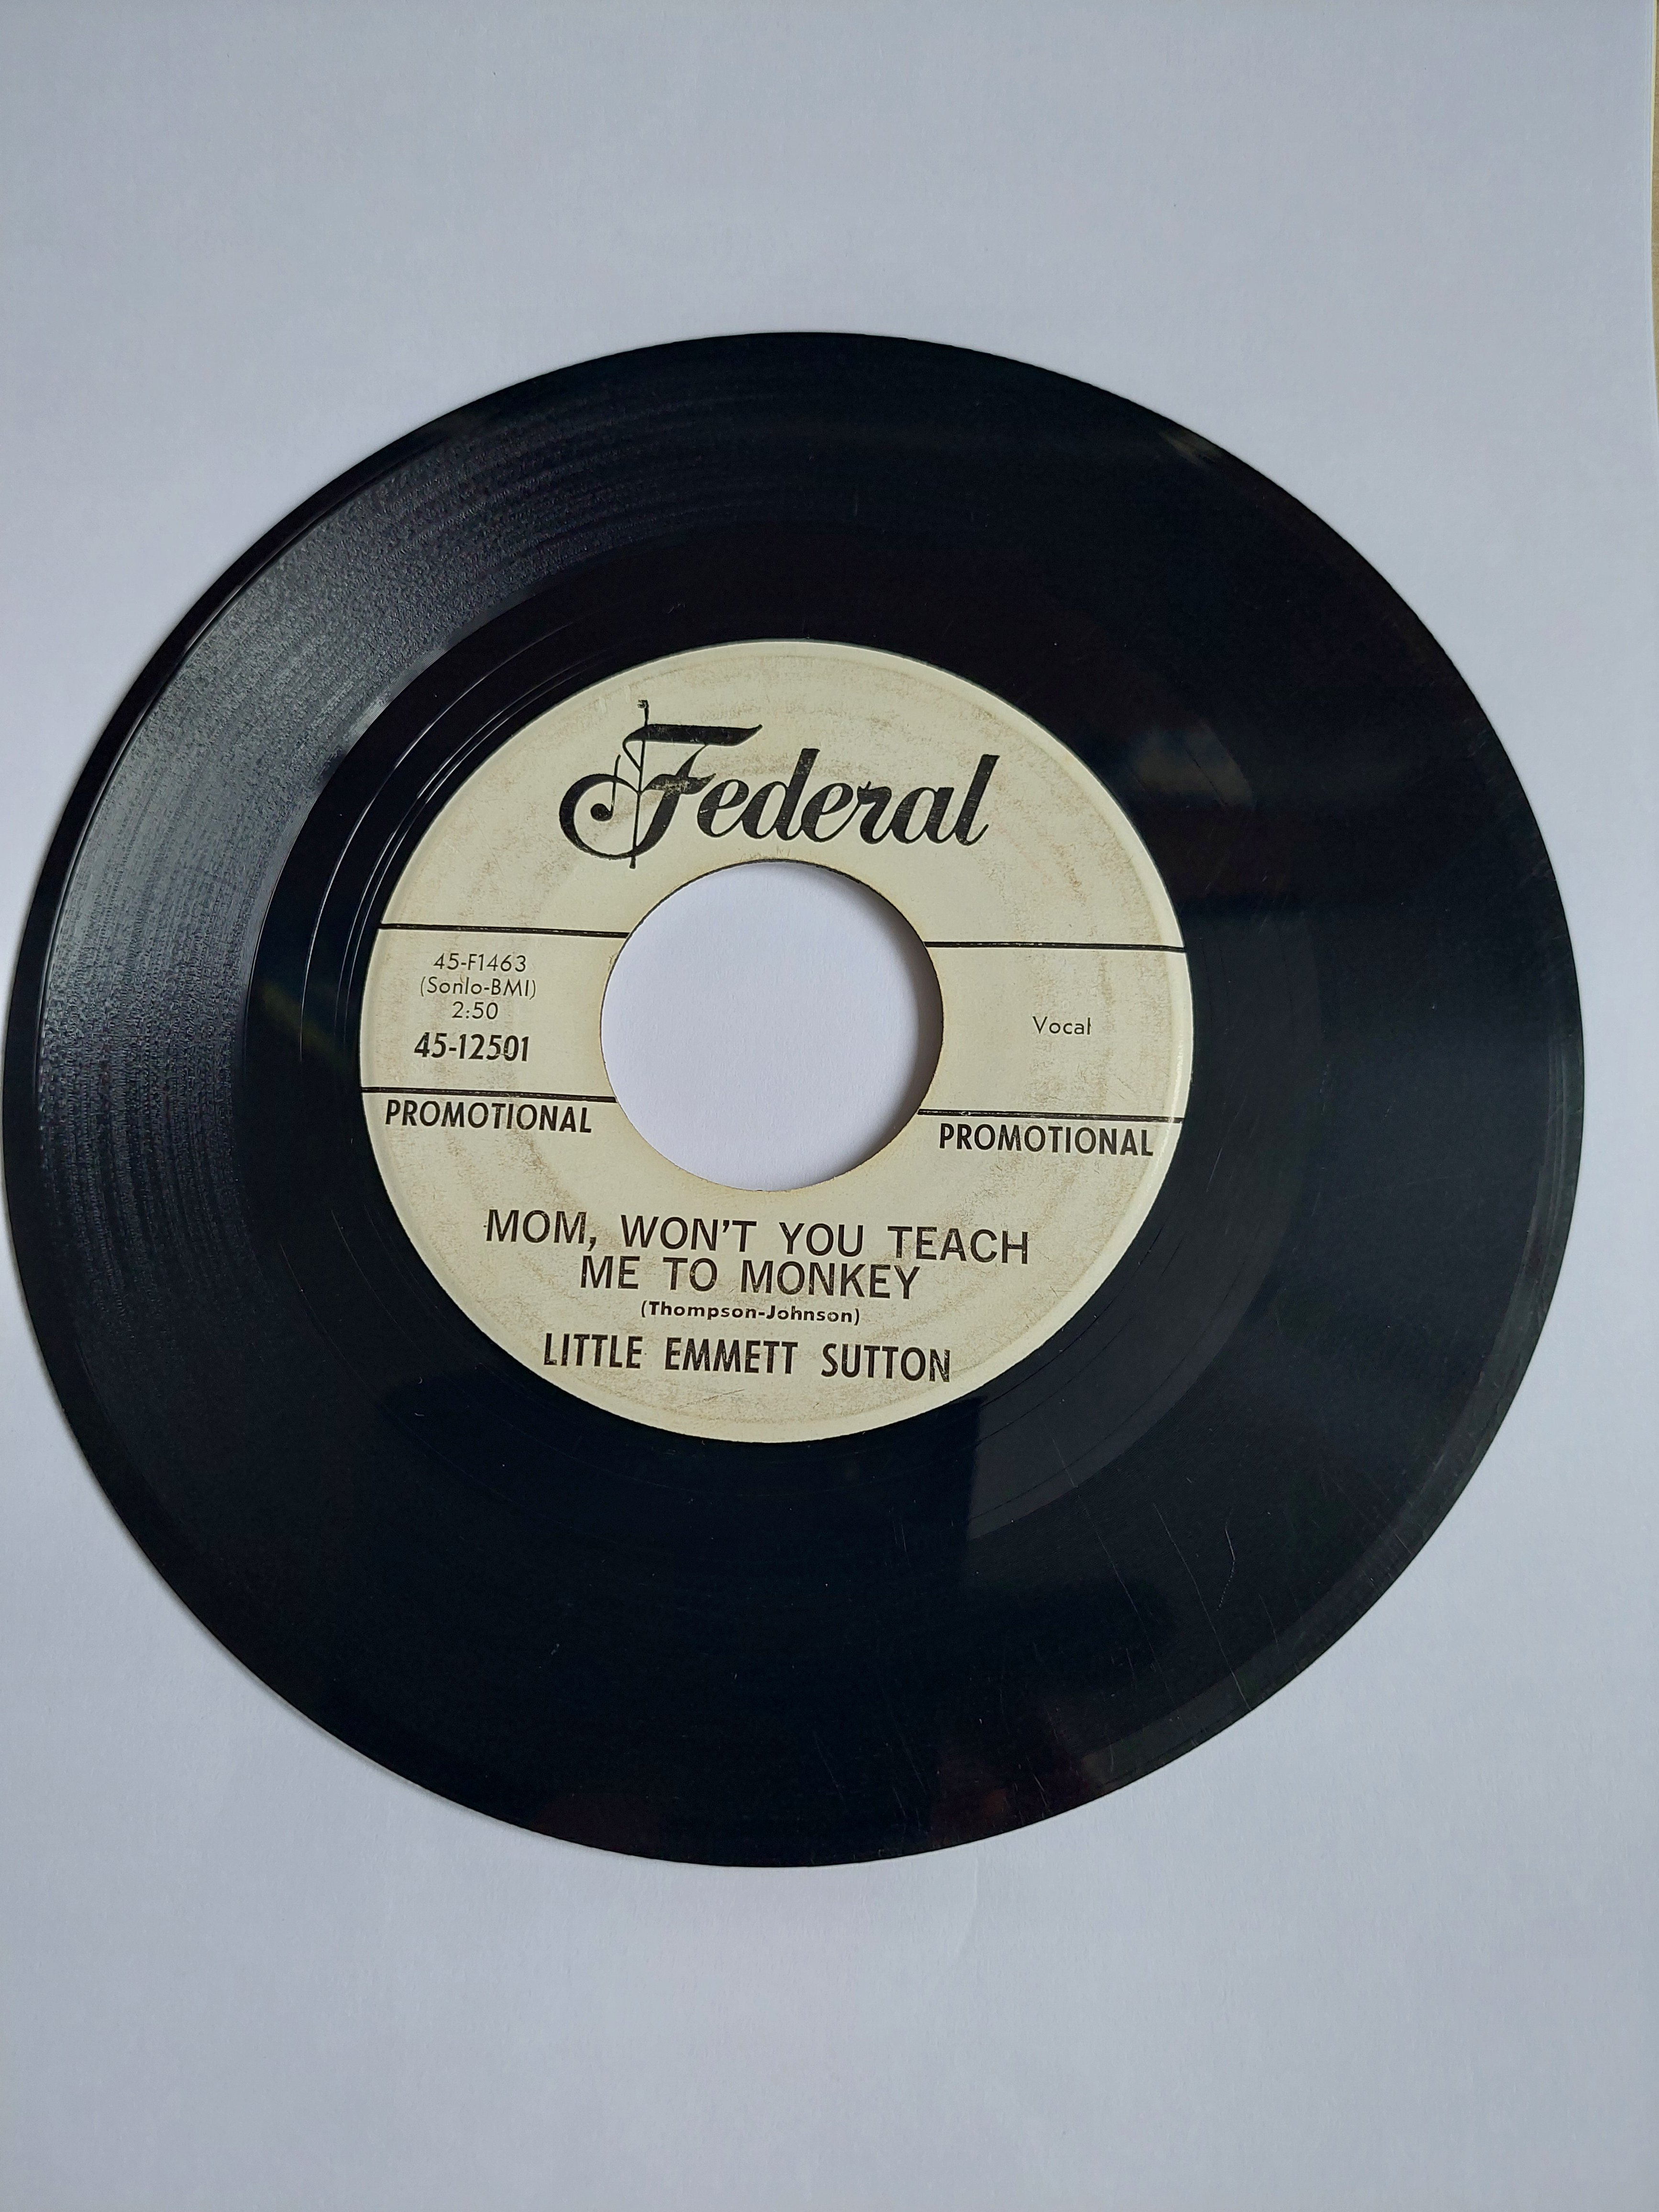 Federal
45-F1463
(Sonlo-BMI)
2:50
45-12501
Vocal
PROMOTIONAL
PROMOTIONAL
MOM, WON'T YOU TEACH
ME TO MONKEY
(Thompson-Johnson)
LITTLE EMMETT SUTTON